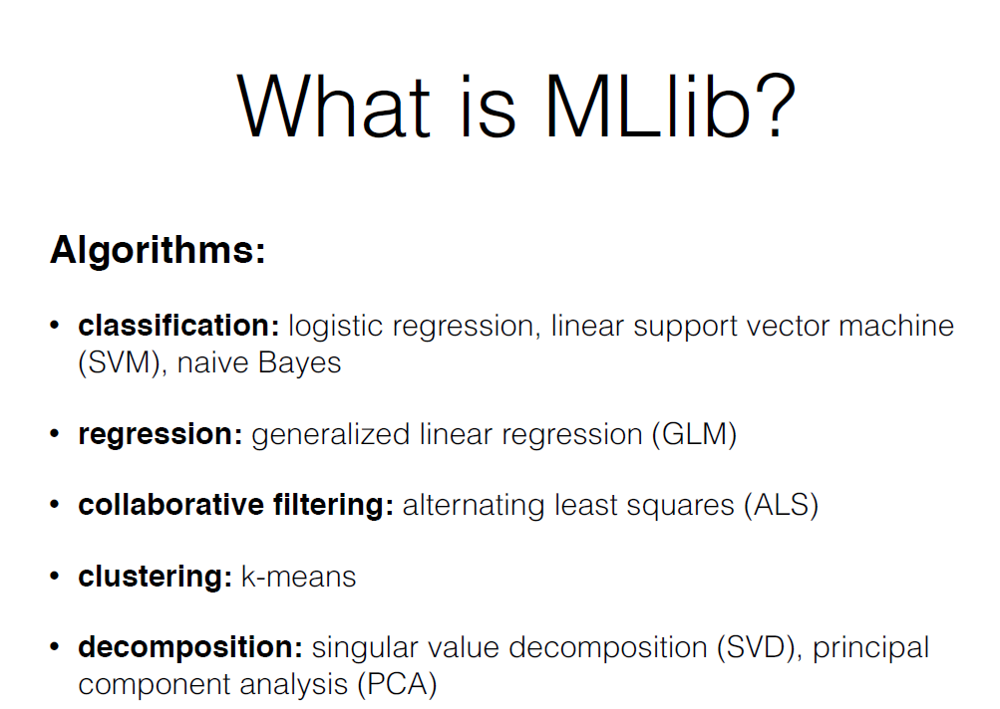 What is MLlib?
Algorithms:
• classification: logistic regression, linear support vector machine
(SVM), naive Bayes
• regression: generalized linear regression (GLM)
• collaborative filtering: alternating least squares (ALS)
• clustering: k-means
• decomposition: singular value decomposition (SVD), principal
component analysis (PCA)